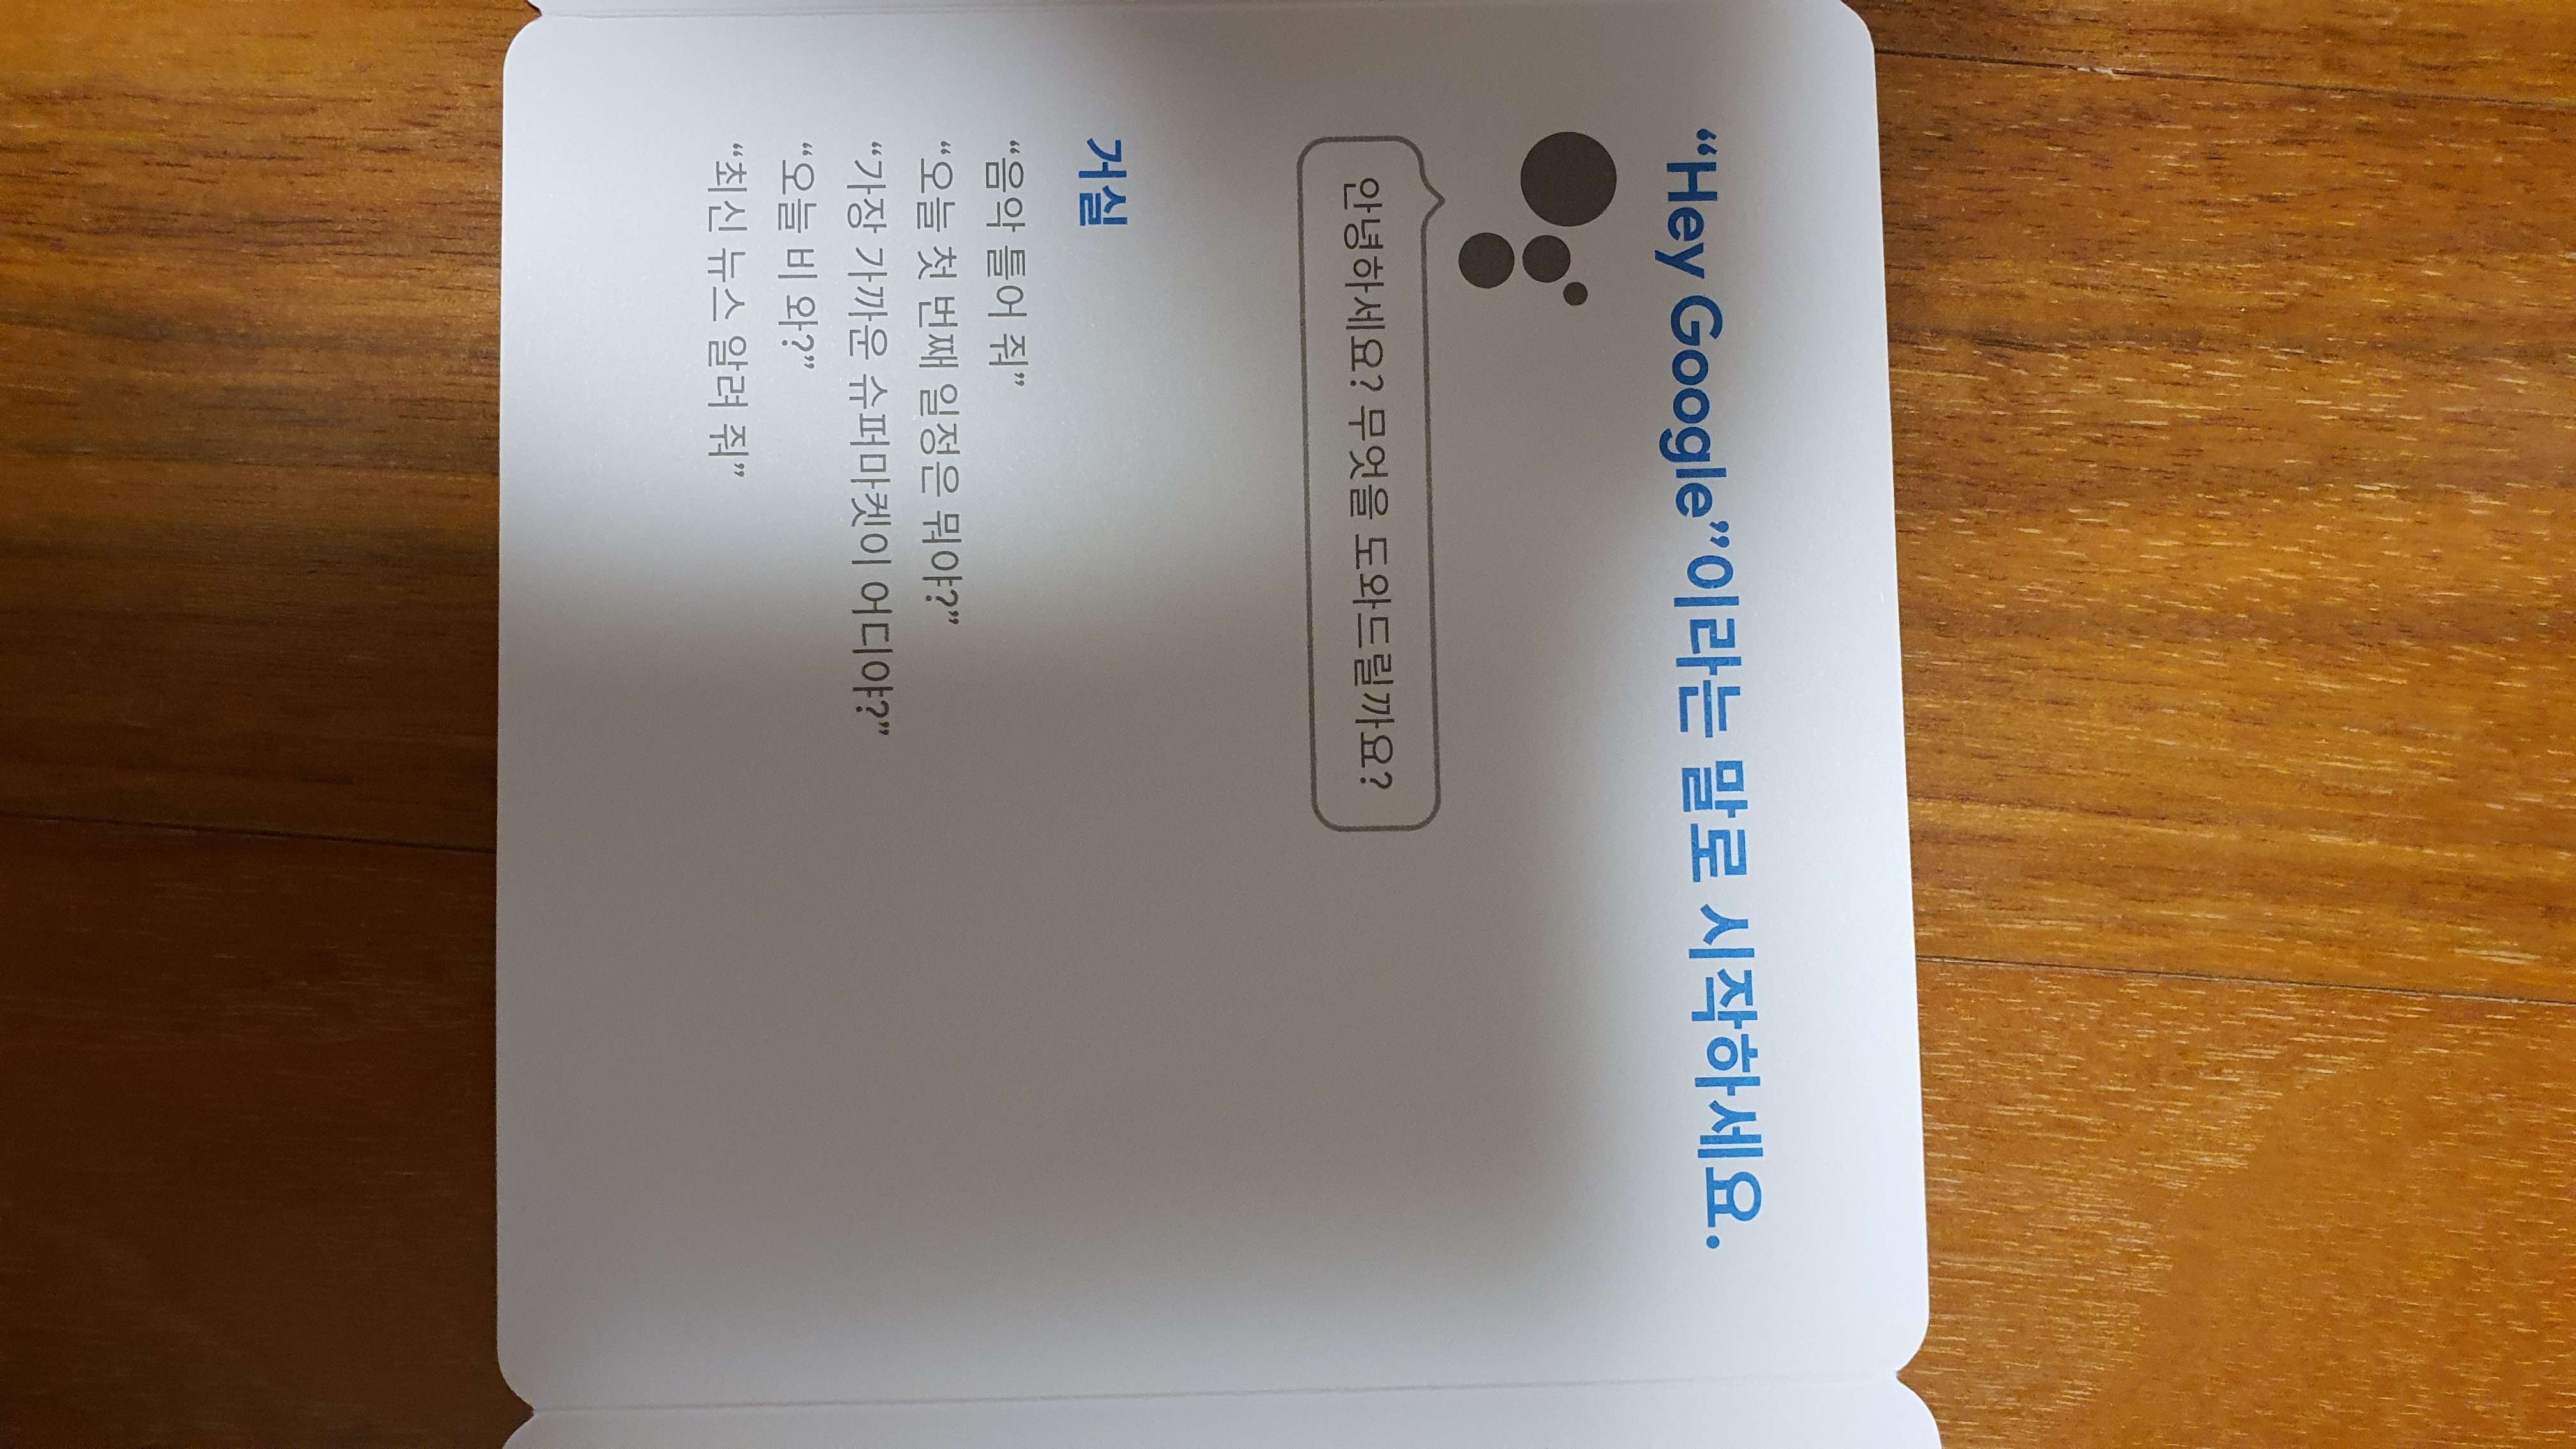 “Hey Google”이라는 말로 시작하세요.
안녕하세요? 무엇을 도와드릴까요?
거실
“음악 틀어 줘”
“오늘 첫 번째 일정은 뭐야?”
“가장 가까운 슈퍼마켓이 어디야?”
“오늘 비 와?”
“최신 뉴스 알려 줘”